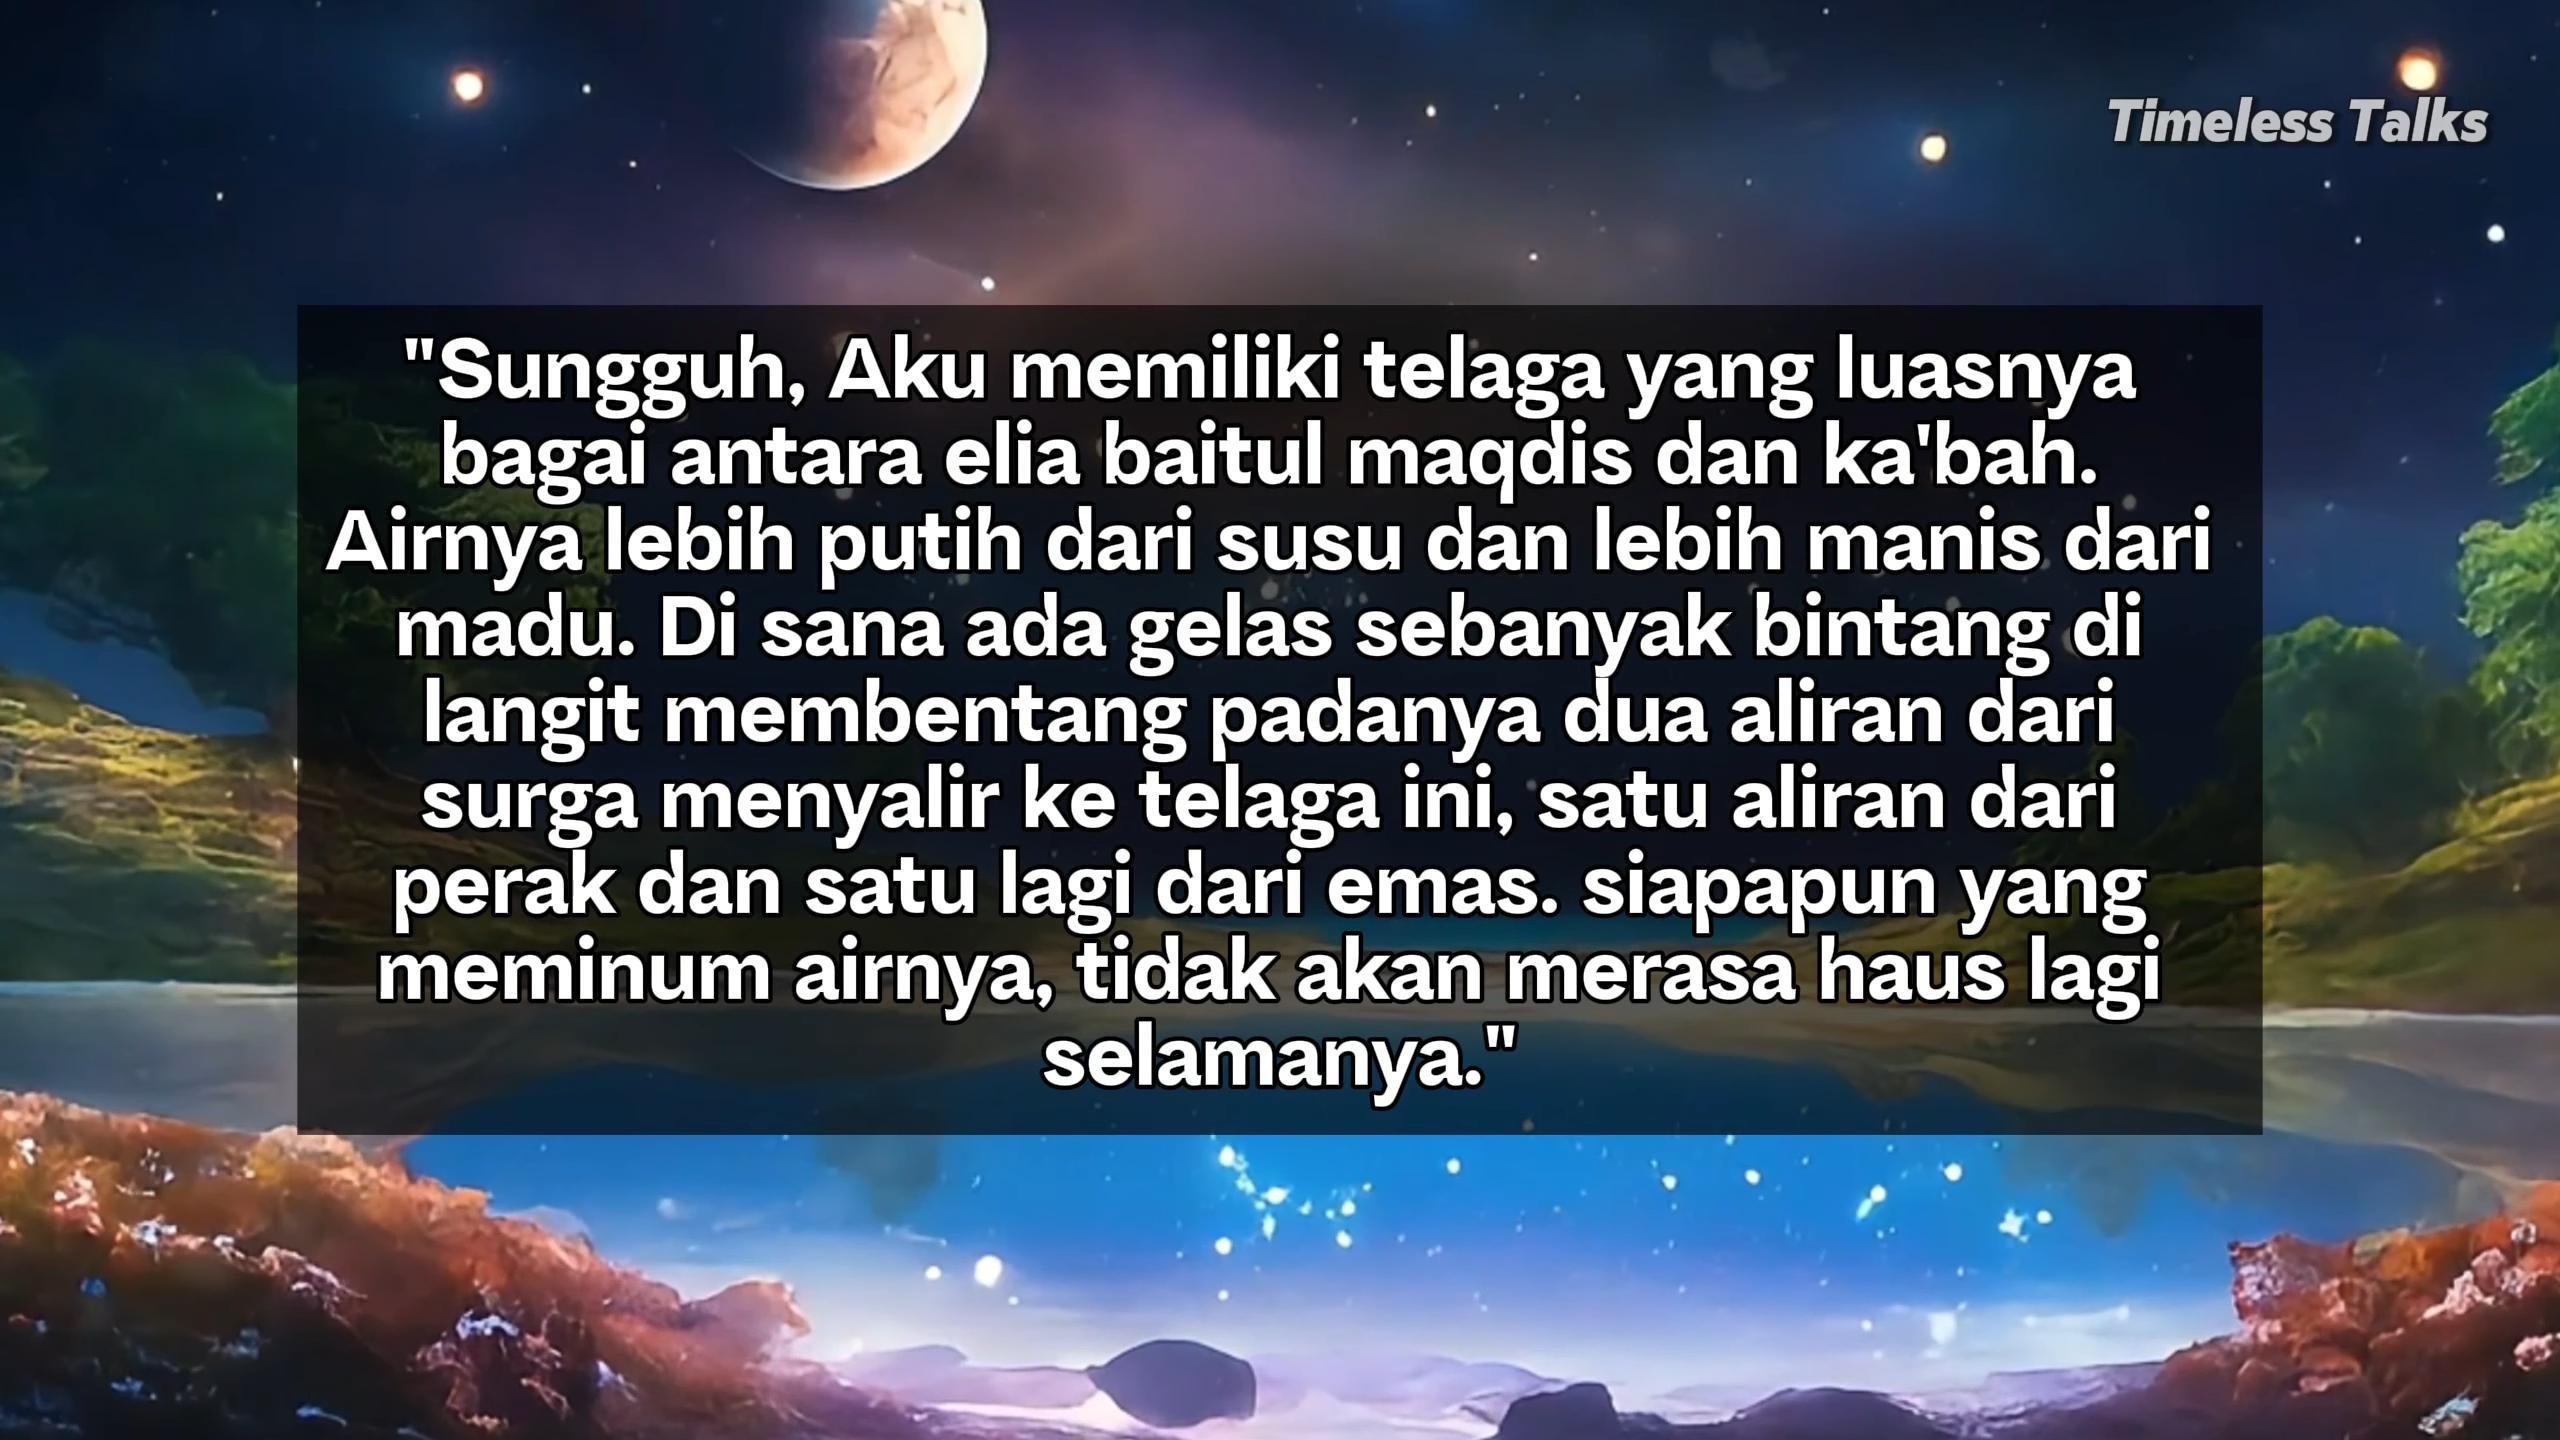 Timeless Talks
"Sungguh, Aku memiliki telaga yang luasnya
bagai antara elia baitul maqdis dan ka'bah.
Airnya lebih putih dari susu dan lebih manis dari
madu. Di sana ada gelas sebanyak bintang di
langit membentang padanya dua aliran dari
surga menyalir ke telaga ini, satu aliran dari
perak dan satu lagi dari emas. siapapun yang
meminum airnya, tidak akan merasa haus lagi
selamanya."